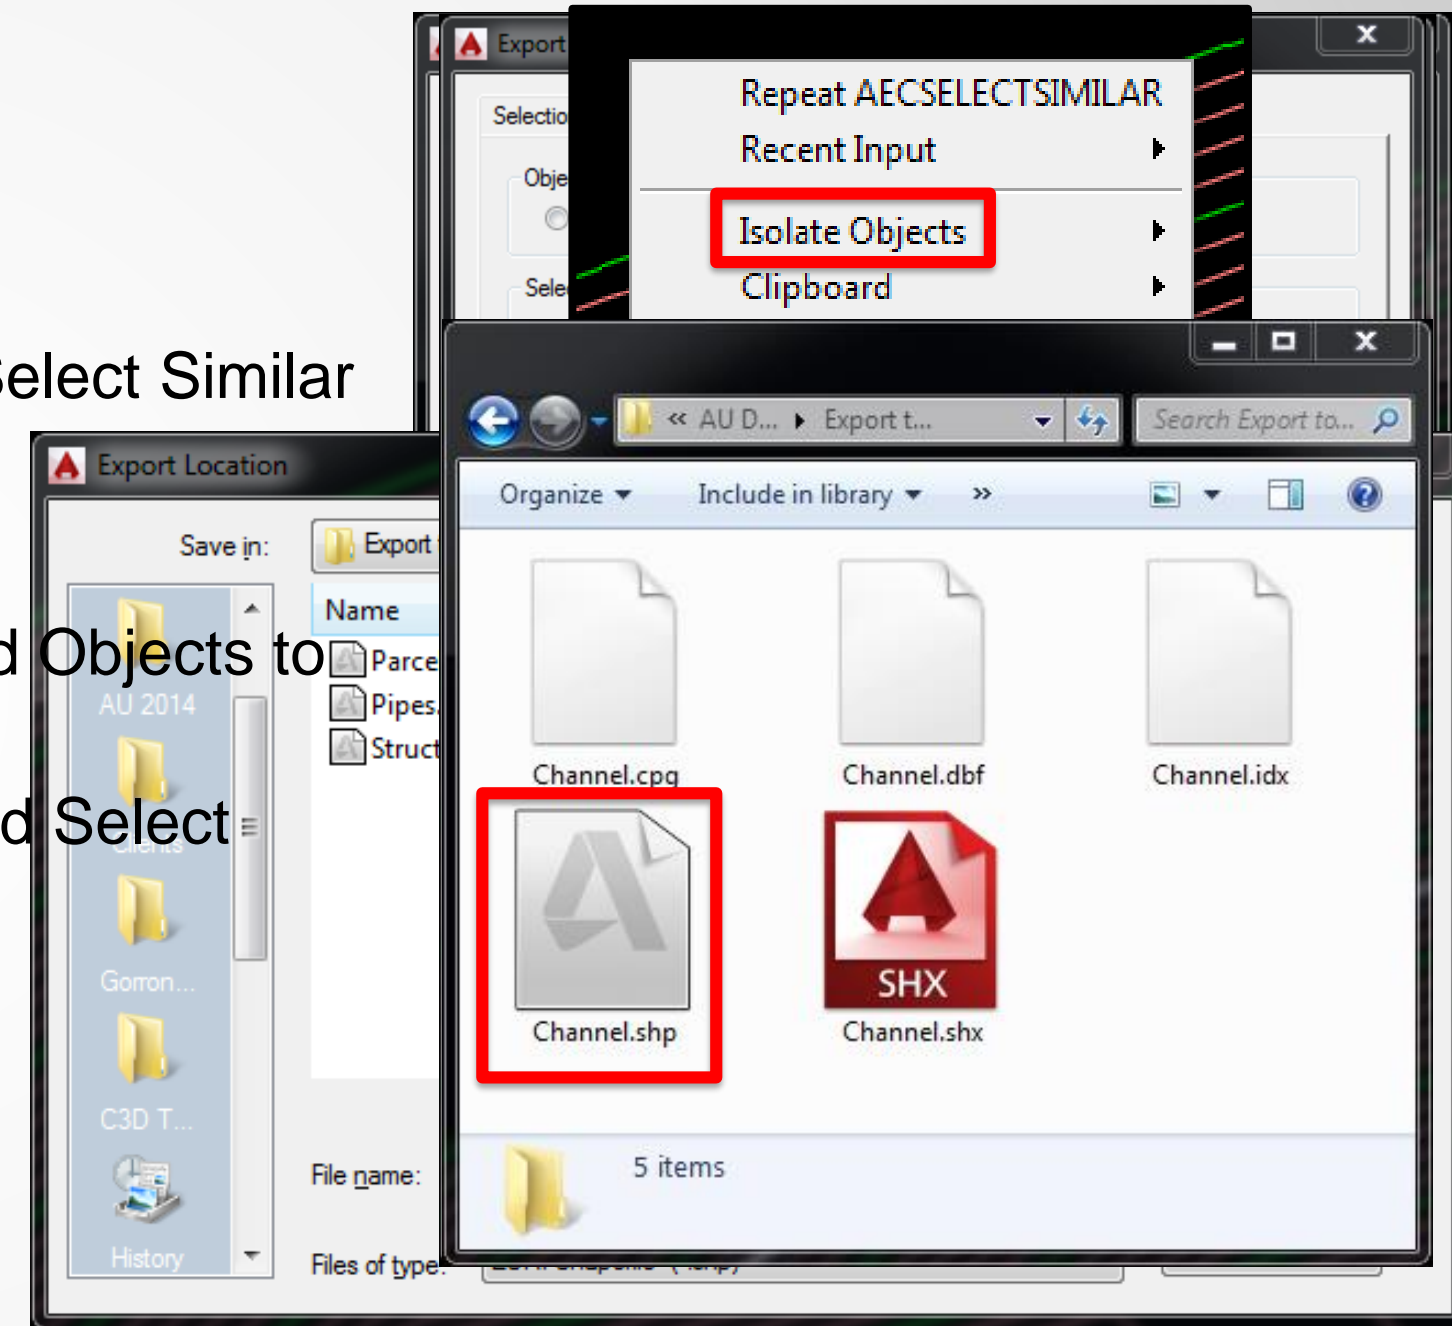 Export
Selectio
Obje
Sele
Repeat AECSELECTSIMILAR
Recent Input
Isolate Objects
Clipboard
Select Similar
d Objects to
d Select
Export Location
Save in:
Export
Name
Parce
Pipes.
Struct
AU 2014
Clients
Gorron...
C3D T...
History
File name:
Files of type:
« AU D... ▸ Export t...
Search Export to...
Organize
Include in library
»
Channel.cpg
Channel.dbf
Channel.idx
SHX
Channel.shp
Channel.shx
5 items